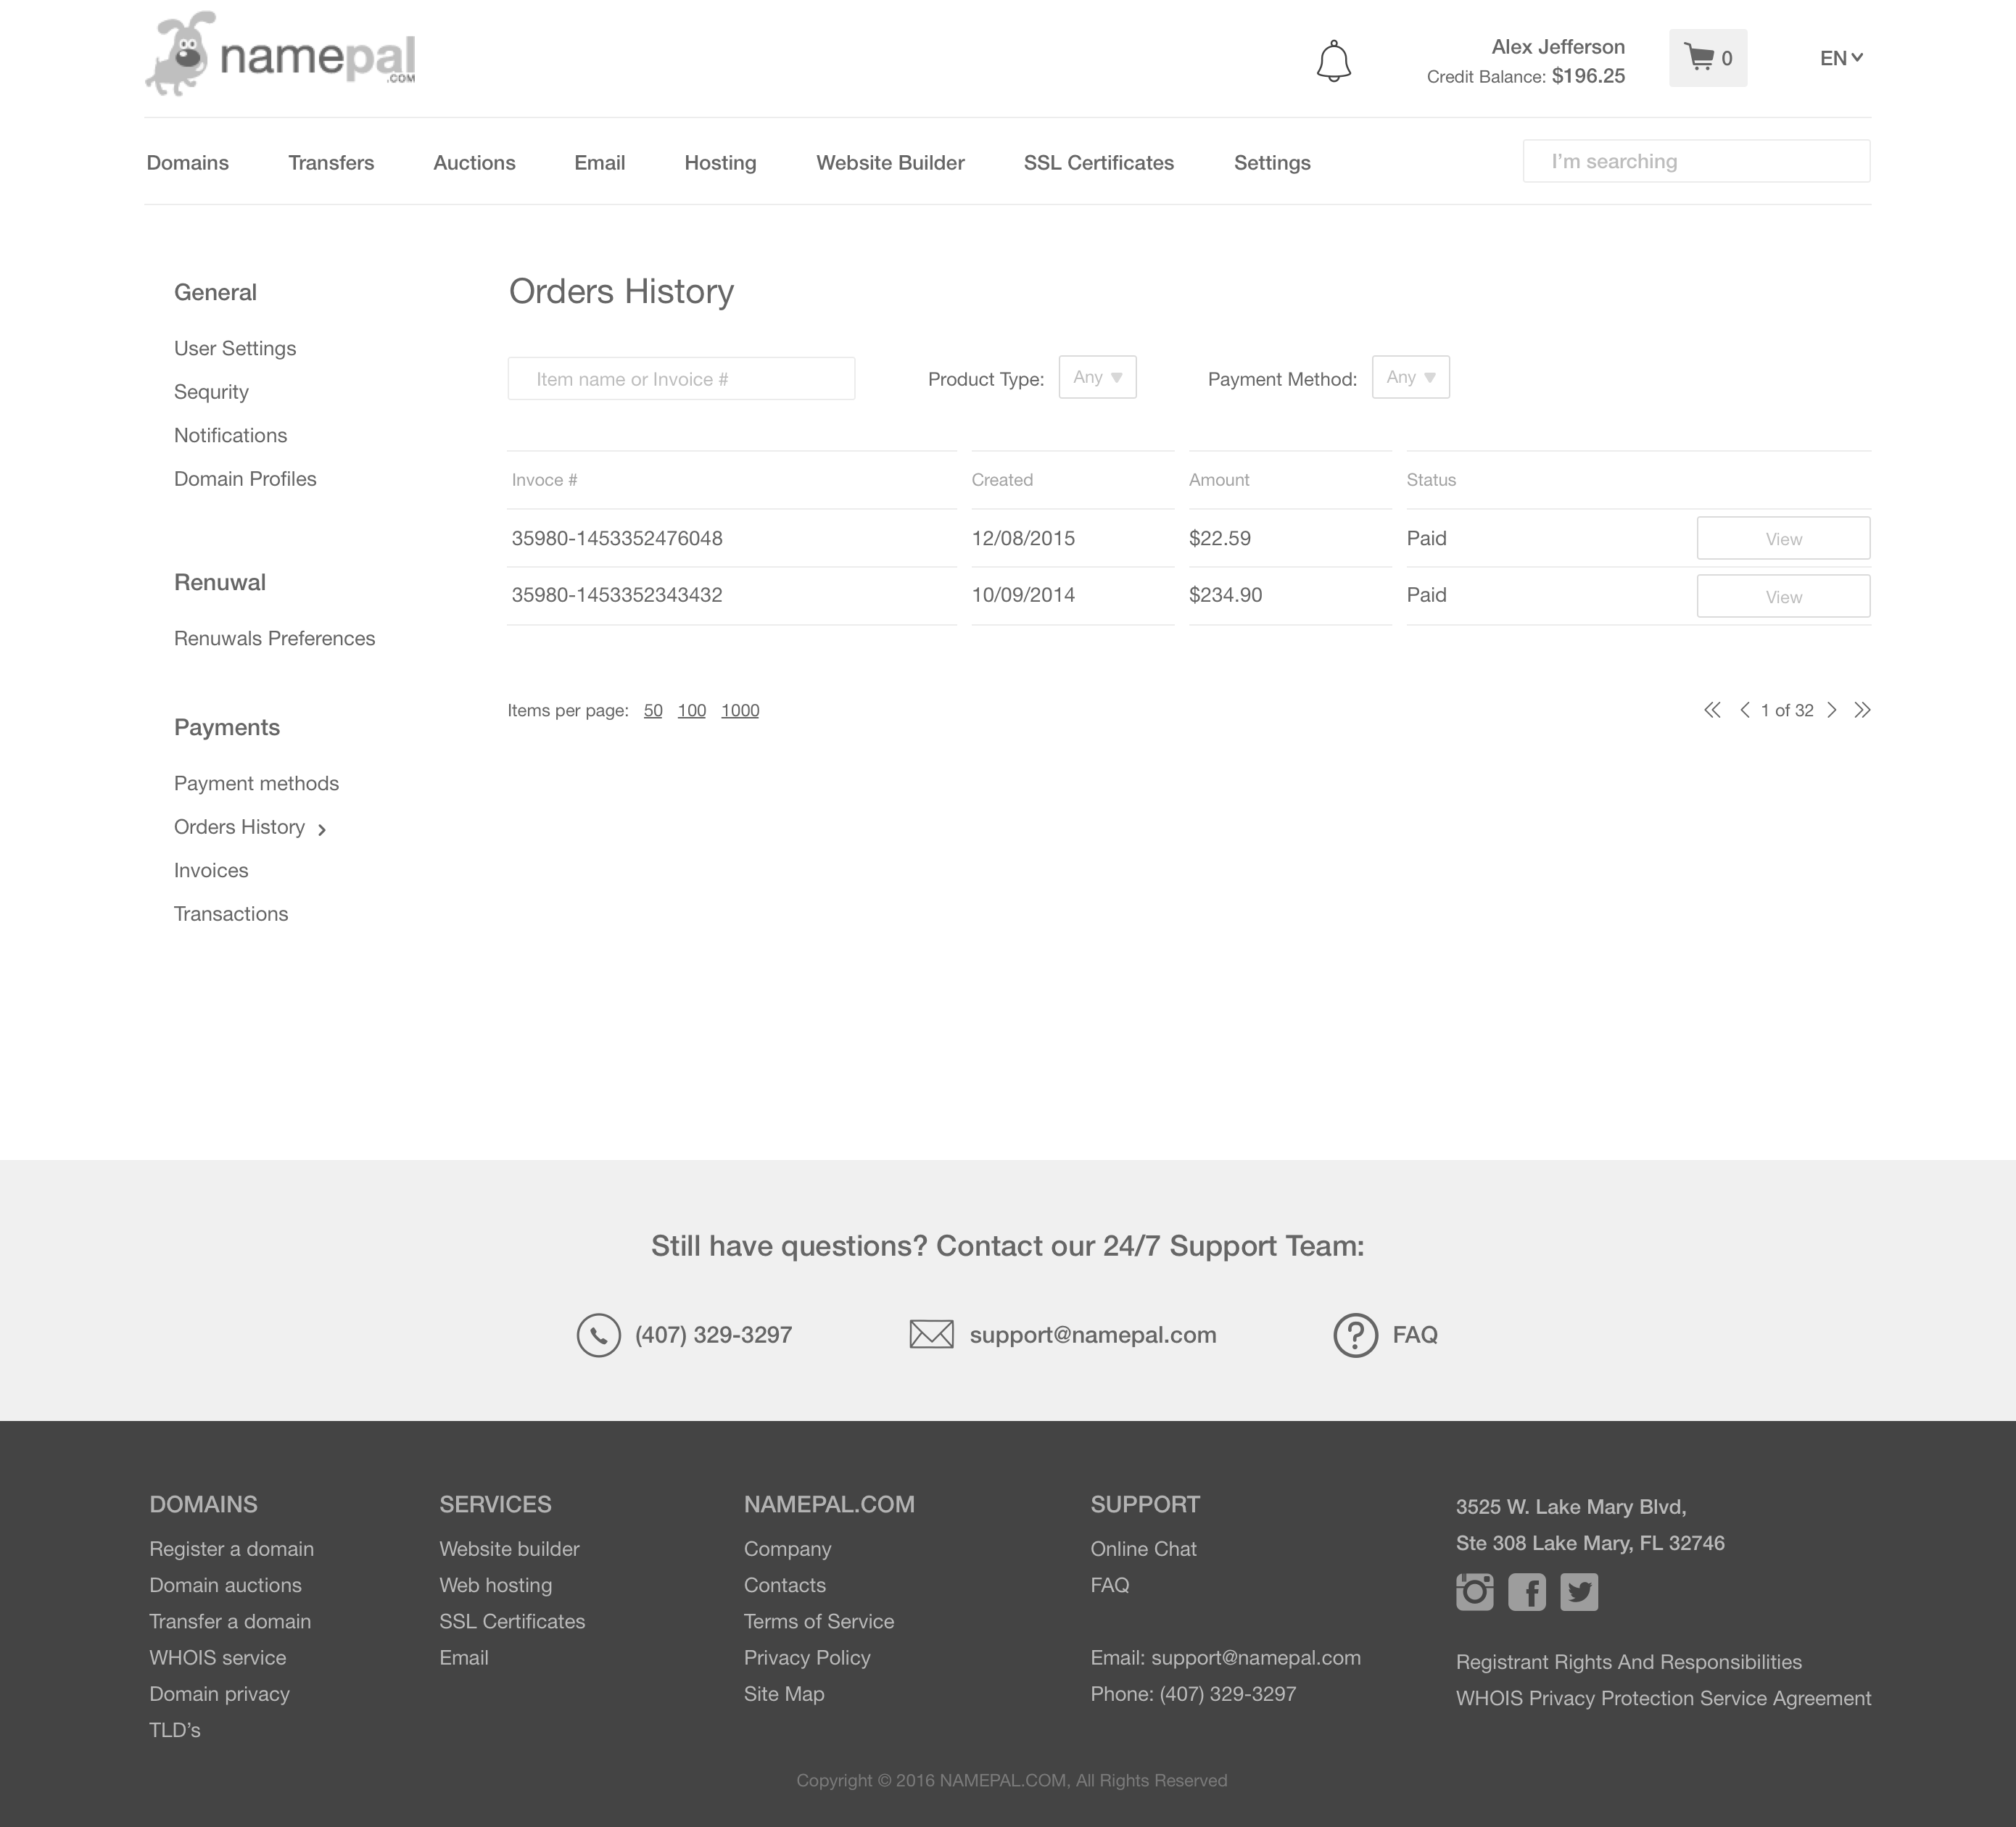 namepal
.COM
Alex Jefferson
Credit Balance: $196.25
0
EN
Domains Transfers Auctions Email Hosting Website Builder SSL Certificates Settings
I'm searching
General
User Settings
Sequrity
Notifications
Domain Profiles
Renuwal
Renuwals Preferences
Payments
Payment methods
Orders History
Invoices
Transactions
Orders History
Item name or Invoice # Product Type: Any Payment Method: Any
Invoce # Created Amount Status
35980-1453352476048 12/08/2015 $22.59 Paid View
35980-1453352343432 10/09/2014 $234.90 Paid View
Items per page: 50 100 1000 1 of 32
Still have questions? Contact our 24/7 Support Team:
(407) 329-3297 support@namepal.com ? FAQ
DOMAINS
Register a domain
Domain auctions
Transfer a domain
WHOIS service
Domain privacy
TLD's
SERVICES
Website builder
Web hosting
SSL Certificates
Email
NAMEPAL.COM
Company
Contacts
Terms of Service
Privacy Policy
Site Map
SUPPORT
Online Chat
FAQ
Email: support@namepal.com
Phone: (407) 329-3297
3525 W. Lake Mary Blvd,
Ste 308 Lake Mary, FL 32746
Registrant Rights And Responsibilities
WHOIS Privacy Protection Service Agreement
Copyright © 2016 NAMEPAL.COM, All Rights Reserved